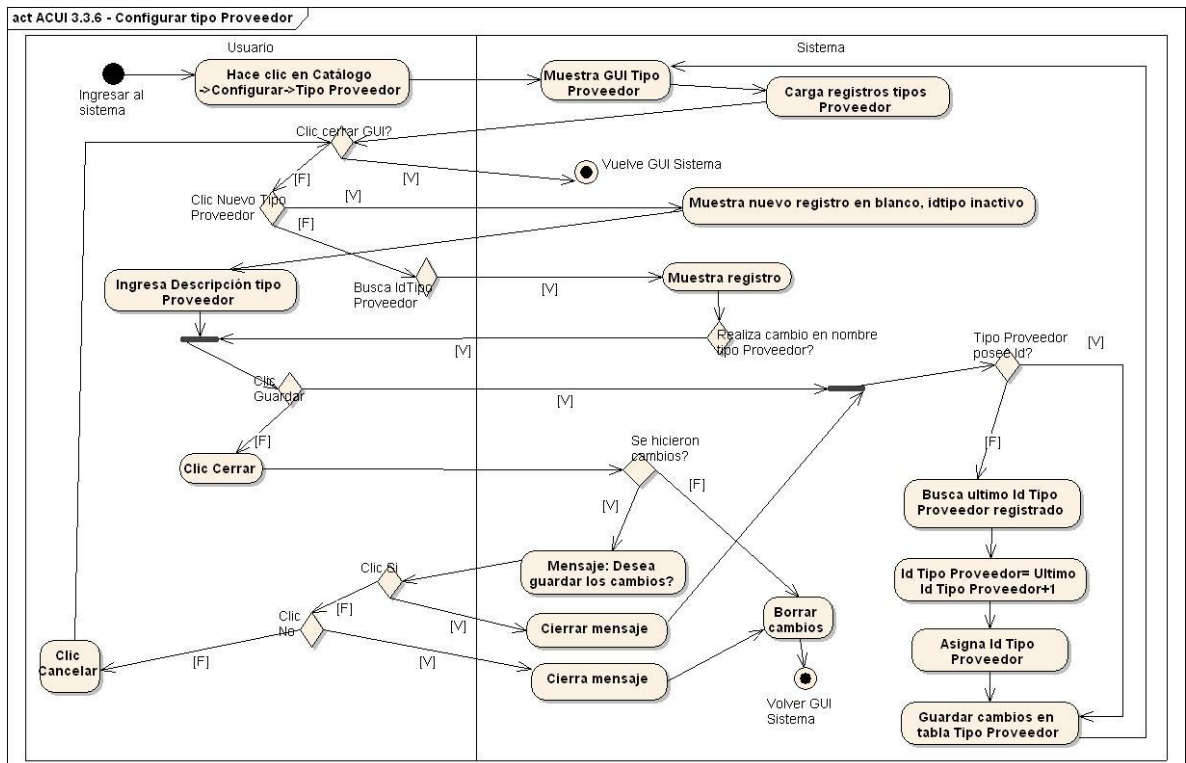 act ACUI 3.3.6 - Configurar tipo Proveedor
Usuario
Sistema
Ingresar al
sistema
Hace clic en Catálogo
->Configurar->Tipo Proveedor
Muestra GUI Tipo
Proveedor
Carga registros tipos
Proveedor
Clic cerrar GUI?
[F]
[V]
Vuelve GUI Sistema
Clic Nuevo Tipo
Proveedor
[V]
[F]
Muestra nuevo registro en blanco, idtipo inactivo
Ingresa Descripción tipo
Proveedor
Busca IdTipo
Proveedor
[V]
Muestra registro
Realiza cambio en nombre
tipo Proveedor?
[V]
Tipo Proveedor
posee Id?
[V]
[F]
Clic
Guardar
[V]
[F]
Clic Cerrar
Se hicieron
cambios?
[F]
[V]
Mensaje: Desea
guardar los cambios?
Clic Si
[F]
[V]
Clic
No
[F]
[V]
Cierrar mensaje
Cierra mensaje
Clic
Cancelar
Borrar
cambios
Volver GUI
Sistema
Busca ultimo Id Tipo
Proveedor registrado
Id Tipo Proveedor= Ultimo
Id Tipo Proveedor+1
Asigna Id Tipo
Proveedor
Guardar cambios en
tabla Tipo Proveedor